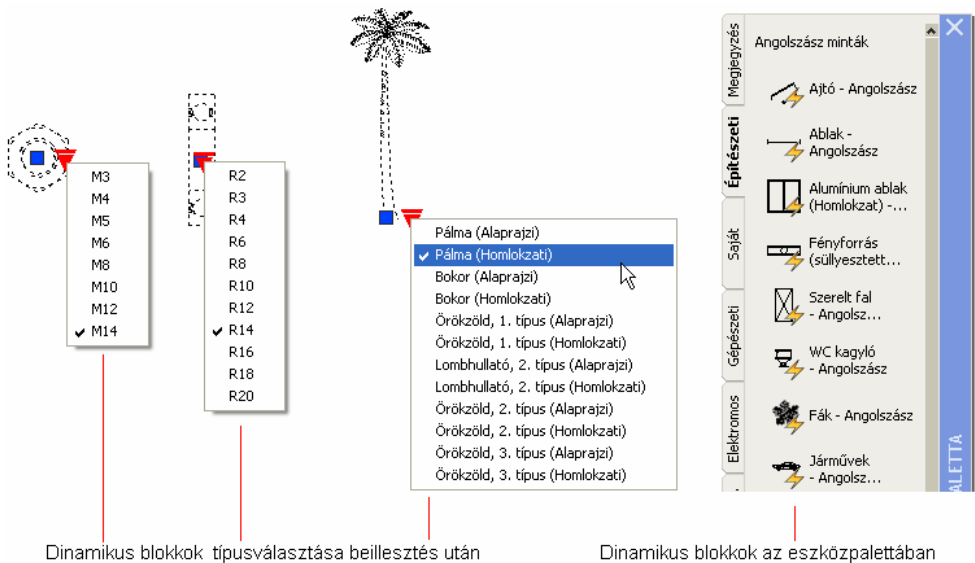 M3
M4
M5
M6
M8
M10
M12
M14
R2
R3
R4
R6
R8
R10
R12
R14
R16
R18
R20
Pálma (Alaprajzi)
Pálma (Homlokzati)
Bokor (Alaprajzi)
Bokor (Homlokzati)
Örökzöld, 1. típus (Alaprajzi)
Örökzöld, 1. típus (Homlokzati)
Lombhullató, 2. típus (Alaprajzi)
Lombhullató, 2. típus (Homlokzati)
Örökzöld, 2. típus (Alaprajzi)
Örökzöld, 2. típus (Homlokzati)
Örökzöld, 3. típus (Alaprajzi)
Örökzöld, 3. típus (Homlokzati)
Megjegyzés
Építészeti
Saját
Gépészeti
Elektromos
Angolszász minták
Ajtó - Angolszász
Ablak -
Angolszász
Alumínium ablak
(Homlokzat) -...
Fényforrás
(süllyesztett...
Szerelt fal
- Angolsz...
WC kagyló
- Angolszász
Fák - Angolszász
Járművek
- Angolsz...
ALETTA
Dinamikus blokkok típusválasztása beillesztés után
Dinamikus blokkok az eszközpalettában